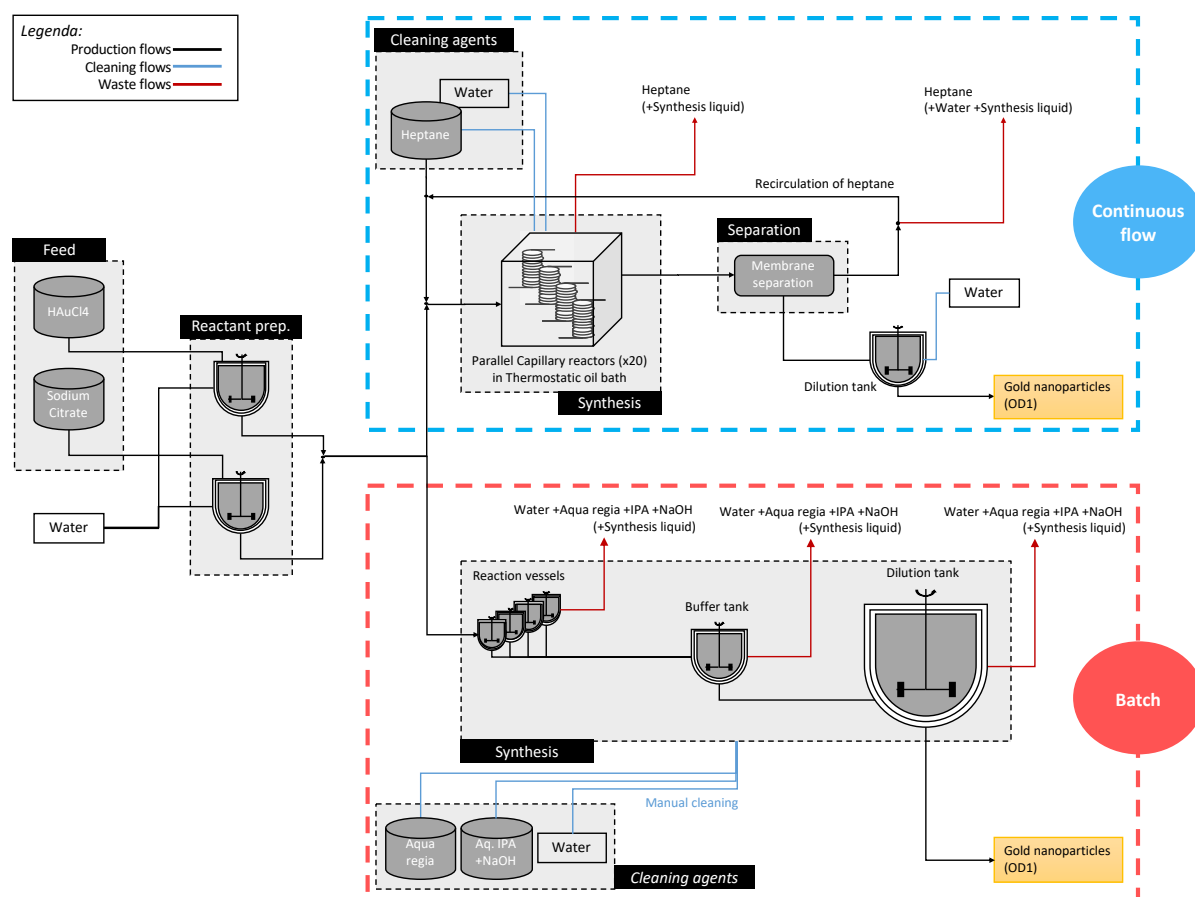 Legenda:
Production flows
Cleaning flows
Waste flows
Cleaning agents
Water
Heptane
Heptane
(+Synthesis liquid)
Heptane
(+Water +Synthesis liquid)
Recirculation of heptane
Continuous
flow
Feed
HAuCl4
Sodium
Citrate
Water
Reactant prep.
Separation
Membrane
separation
Water
Parallel Capillary reactors (x20)
in Thermostatic oil bath
Synthesis
Dilution tank
Gold nanoparticles
(OD1)
Water +Aqua regia +IPA +NaOH
(+Synthesis liquid)
Water +Aqua regia +IPA +NaOH
(+Synthesis liquid)
Water +Aqua regia +IPA +NaOH
(+Synthesis liquid)
Reaction vessels
Buffer tank
Dilution tank
Batch
Synthesis
Manual cleaning
Aqua
regia
Aq. IPA
+NaOH
Water
Cleaning agents
Gold nanoparticles
(OD1)